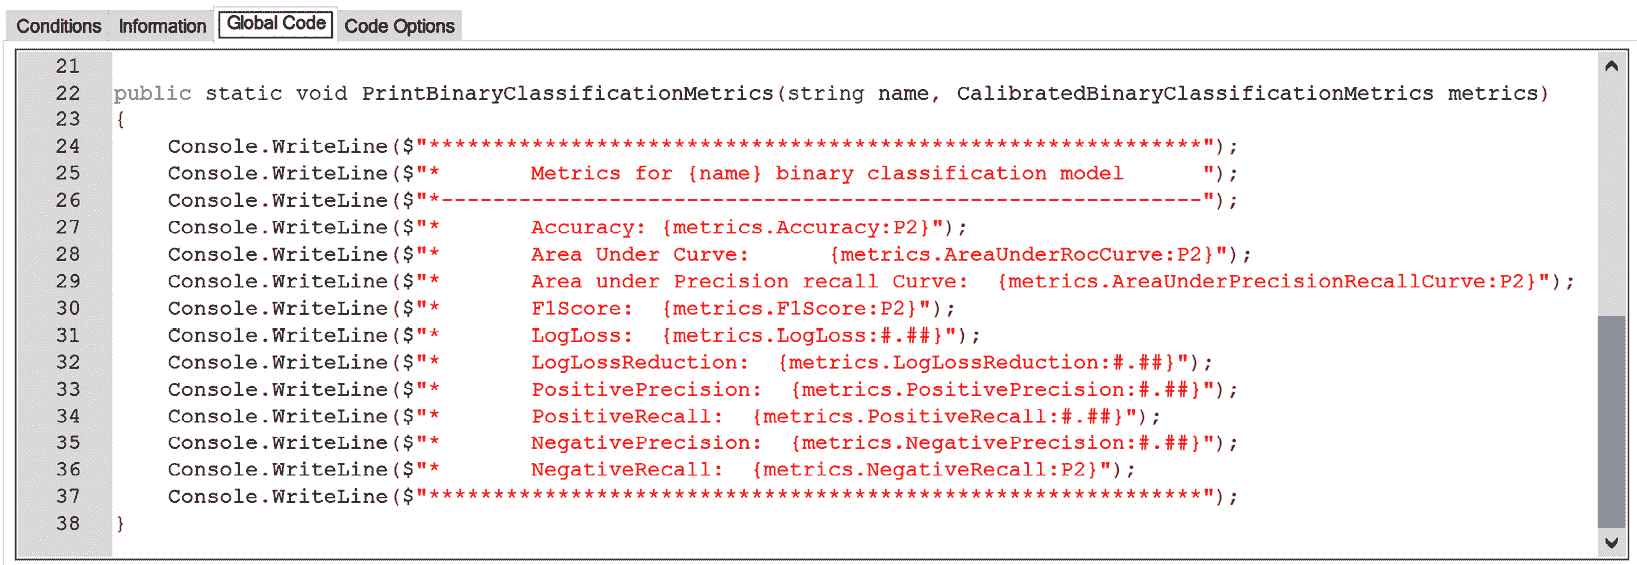 Conditions Information Global Code Code Options
21
22 public static void PrintBinaryClassificationMetrics(string name, CalibratedBinaryClassificationMetrics metrics)
23 {
24     Console.WriteLine($"************************************************************");
25     Console.WriteLine($"*       Metrics for {name} binary classification model      ");
26     Console.WriteLine($"*-----------------------------------------------------------");
27     Console.WriteLine($"*       Accuracy: {metrics.Accuracy:P2}");
28     Console.WriteLine($"*       Area Under Curve:      {metrics.AreaUnderRocCurve:P2}");
29     Console.WriteLine($"*       Area under Precision recall Curve:  {metrics.AreaUnderPrecisionRecallCurve:P2}");
30     Console.WriteLine($"*       F1Score:  {metrics.F1Score:P2}");
31     Console.WriteLine($"*       LogLoss:  {metrics.LogLoss:#.##}");
32     Console.WriteLine($"*       LogLossReduction:  {metrics.LogLossReduction:#.##}");
33     Console.WriteLine($"*       PositivePrecision:  {metrics.PositivePrecision:#.##}");
34     Console.WriteLine($"*       PositiveRecall:  {metrics.PositiveRecall:#.##}");
35     Console.WriteLine($"*       NegativePrecision:  {metrics.NegativePrecision:#.##}");
36     Console.WriteLine($"*       NegativeRecall:  {metrics.NegativeRecall:P2}");
37     Console.WriteLine($"************************************************************");
38 }